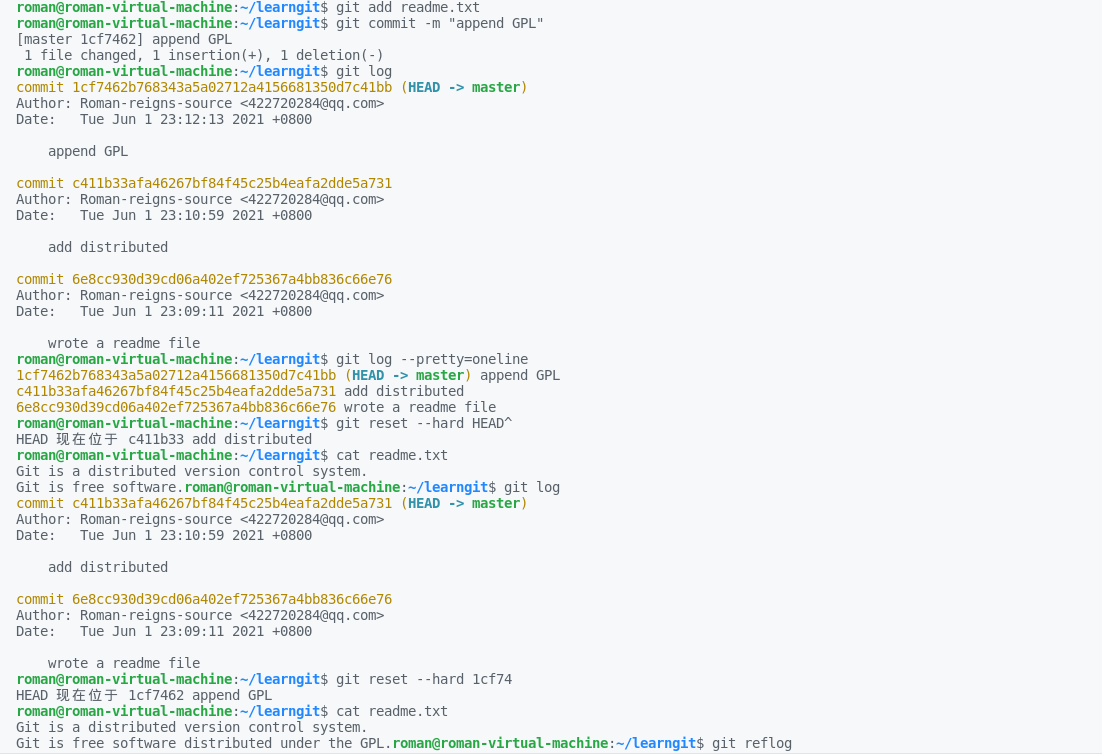 roman@roman-virtual-machine:~/learngit$ git add readme.txt
roman@roman-virtual-machine:~/learngit$ git commit -m "append GPL"
[master 1cf7462] append GPL
 1 file changed, 1 insertion(+), 1 deletion(-)
roman@roman-virtual-machine:~/learngit$ git log
commit 1cf7462b768343a5a02712a4156681350d7c41bb (HEAD -> master)
Author: Roman-reigns-source <422720284@qq.com>
Date:   Tue Jun 1 23:12:13 2021 +0800
    append GPL
commit c411b33afa46267bf84f45c25b4eafa2dde5a731
Author: Roman-reigns-source <422720284@qq.com>
Date:   Tue Jun 1 23:10:59 2021 +0800
    add distributed
commit 6e8cc930d39cd06a402ef725367a4bb836c66e76
Author: Roman-reigns-source <422720284@qq.com>
Date:   Tue Jun 1 23:09:11 2021 +0800
    wrote a readme file
roman@roman-virtual-machine:~/learngit$ git log --pretty=oneline
1cf7462b768343a5a02712a4156681350d7c41bb (HEAD -> master) append GPL
c411b33afa46267bf84f45c25b4eafa2dde5a731 add distributed
6e8cc930d39cd06a402ef725367a4bb836c66e76 wrote a readme file
roman@roman-virtual-machine:~/learngit$ git reset --hard HEAD^
HEAD 现在位于 c411b33 add distributed
roman@roman-virtual-machine:~/learngit$ cat readme.txt
Git is a distributed version control system.
Git is free software.roman@roman-virtual-machine:~/learngit$ git log
commit c411b33afa46267bf84f45c25b4eafa2dde5a731 (HEAD -> master)
Author: Roman-reigns-source <422720284@qq.com>
Date:   Tue Jun 1 23:10:59 2021 +0800
    add distributed
commit 6e8cc930d39cd06a402ef725367a4bb836c66e76
Author: Roman-reigns-source <422720284@qq.com>
Date:   Tue Jun 1 23:09:11 2021 +0800
    wrote a readme file
roman@roman-virtual-machine:~/learngit$ git reset --hard 1cf74
HEAD 现在位于 1cf7462 append GPL
roman@roman-virtual-machine:~/learngit$ cat readme.txt
Git is a distributed version control system.
Git is free software distributed under the GPL.roman@roman-virtual-machine:~/learngit$ git reflog